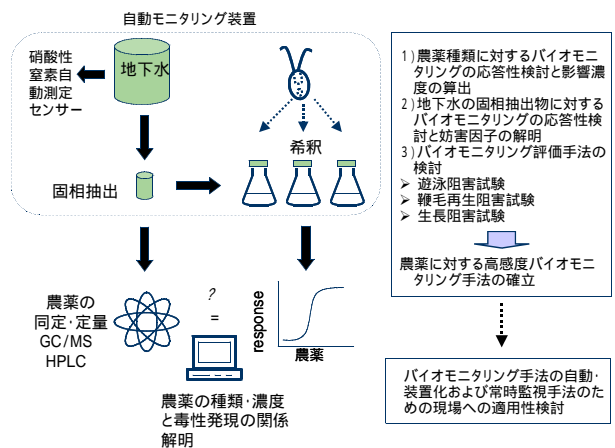 自動モニタリング装置
硝酸性
窒素自
動測定
センサー
地下水
希釈
固相抽出
農薬の
同定・定量
GC/MS
HPLC
?
=
response
農薬
農薬の種類・濃度
と毒性発現の関係
解明
1)農薬種類に対するバイオモニ
タリングの応答性検討と影響濃
度の算出
2)地下水の固相抽出物に対する
バイオモニタリングの応答性検
討と妨害因子の解明
3)バイオモニタリング評価手法の
検討
➢ 遊泳阻害試験
➢ 鞭毛再生阻害試験
➢ 生長阻害試験
農薬に対する高感度バイオモニ
タリング手法の確立
バイオモニタリング手法の自動・
装置化および常時監視手法のた
めの現場への適用性検討